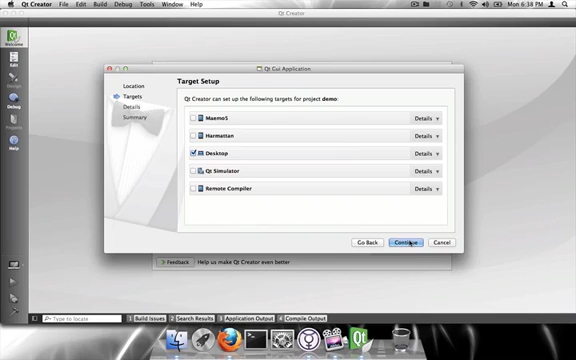 Qt Creator File Edit Build Debug Tools Window Help Mon 6:38 PM
Qt Creator
Welcome
Edit
Design
Debug
Projects
Help
Qt Gui Application
Location
Targets
Details
Summary
Target Setup
Qt Creator can set up the following targets for project demo:
Maemo5 Details
Harmattan Details
Desktop Details
Qt Simulator Details
Remote Compiler Details
Go Back Continue Cancel
Feedback Help us make Qt Creator even better
Type to locate 1 Build Issues 2 Search Results 3 Application Output 4 Compile Output
Qt